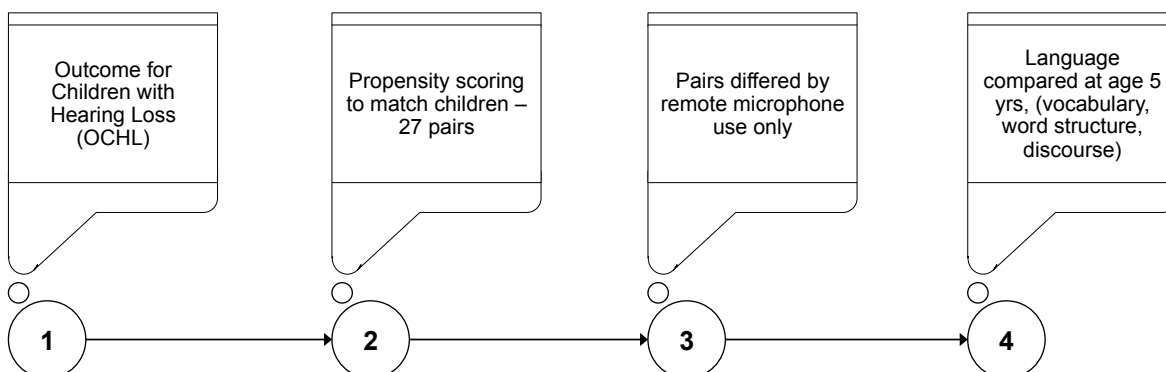 Outcome for
Children with
Hearing Loss
(OCHL)
Propensity scoring
to match children –
27 pairs
Pairs differed by
remote microphone
use only
Language
compared at age 5
yrs, (vocabulary,
word structure,
discourse)
1
2
3
4